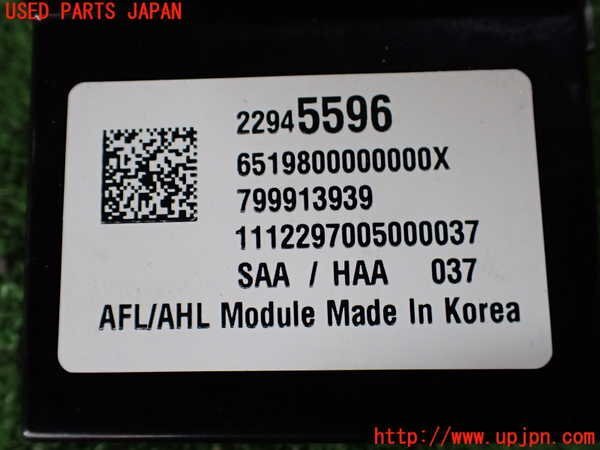 USED PARTS JAPAN
22945596
6519800000000X
799913939
1112297005000037
SAA / HAA 037
AFL/AHL Module Made In Korea
http://www.upjpn.com/